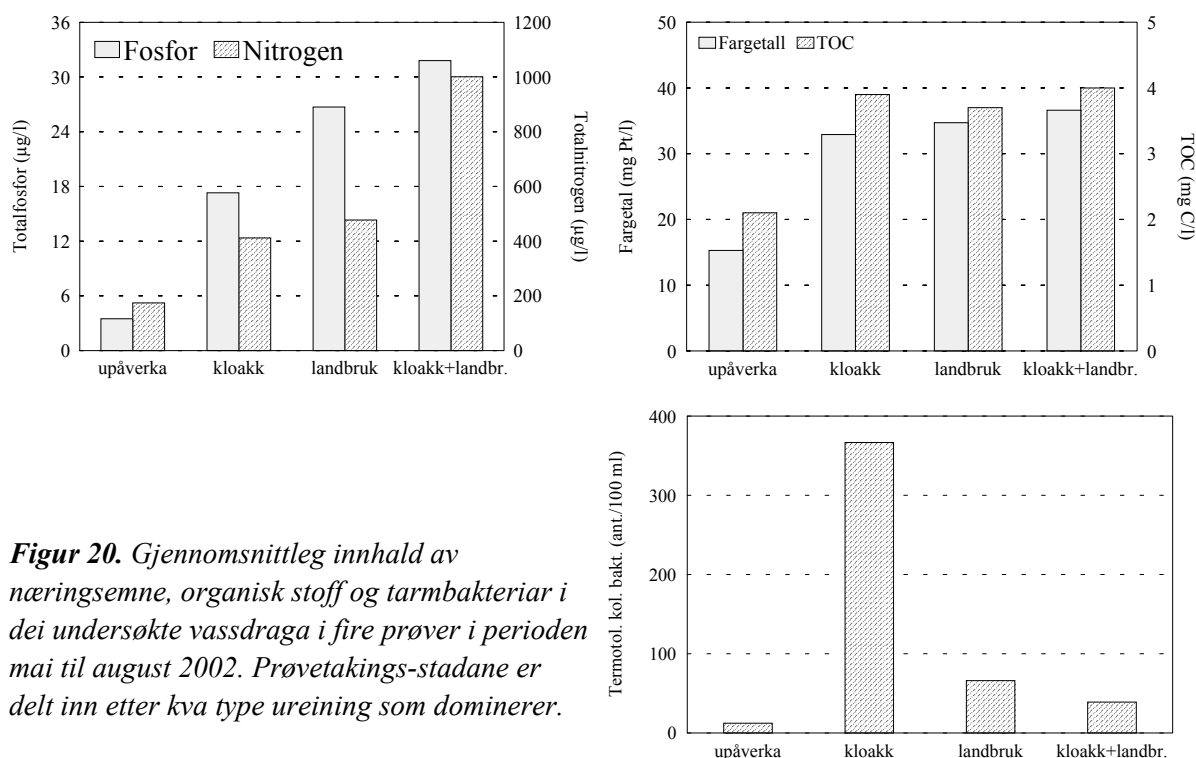 36
30
24
18
12
6
0
Totalfosfor (µg/l)
Fosfor Nitrogen
1200
1000
800
600
400
200
0
Totalnitrogen (µg/l)
upåverka kloakk landbruk kloakk+landbr.
50
40
30
20
10
0
Fargetal (mg Pt/l)
Fargetall TOC
5
4
3
2
1
0
TOC (mg C/l)
upåverka kloakk landbruk kloakk+landbr.
400
300
200
100
0
Termotol. kol. bakt. (ant./100 ml)
upåverka kloakk landbruk kloakk+landbr.
Figur 20. Gjennomsnittleg innhald av
næringsemne, organisk stoff og tarmbakteriar i
dei undersøkte vassdraga i fire prøver i perioden
mai til august 2002. Prøvetakings-stadane er
delt inn etter kva type ureining som dominerer.